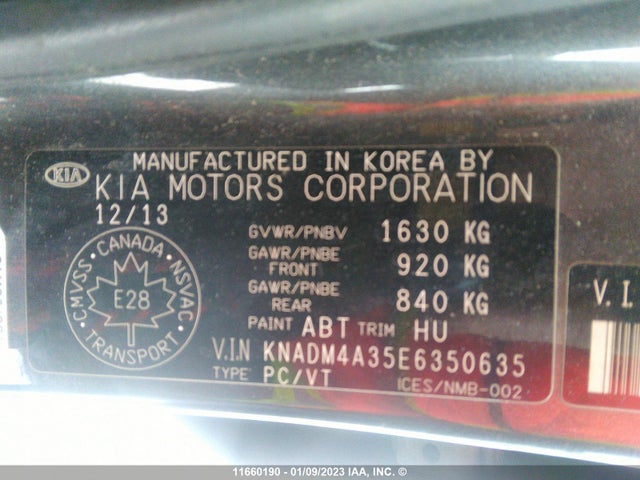 MANUFACTURED IN KOREA BY
KIA
KIA MOTORS CORPORATION
12/13
GVWR/PNBV 1630 KG
GAWR/PNBE FRONT 920 KG
GAWR/PNBE REAR 840 KG
CANADA
CMVSS
NSVAC
E28
TRANSPORT
PAINT ABT TRIM HU
V.I.N KNADM4A35E6350635
TYPE PC/VT
ICES/NMB-002
V. I
11660190 - 01/09/2023 IAA, INC. ©